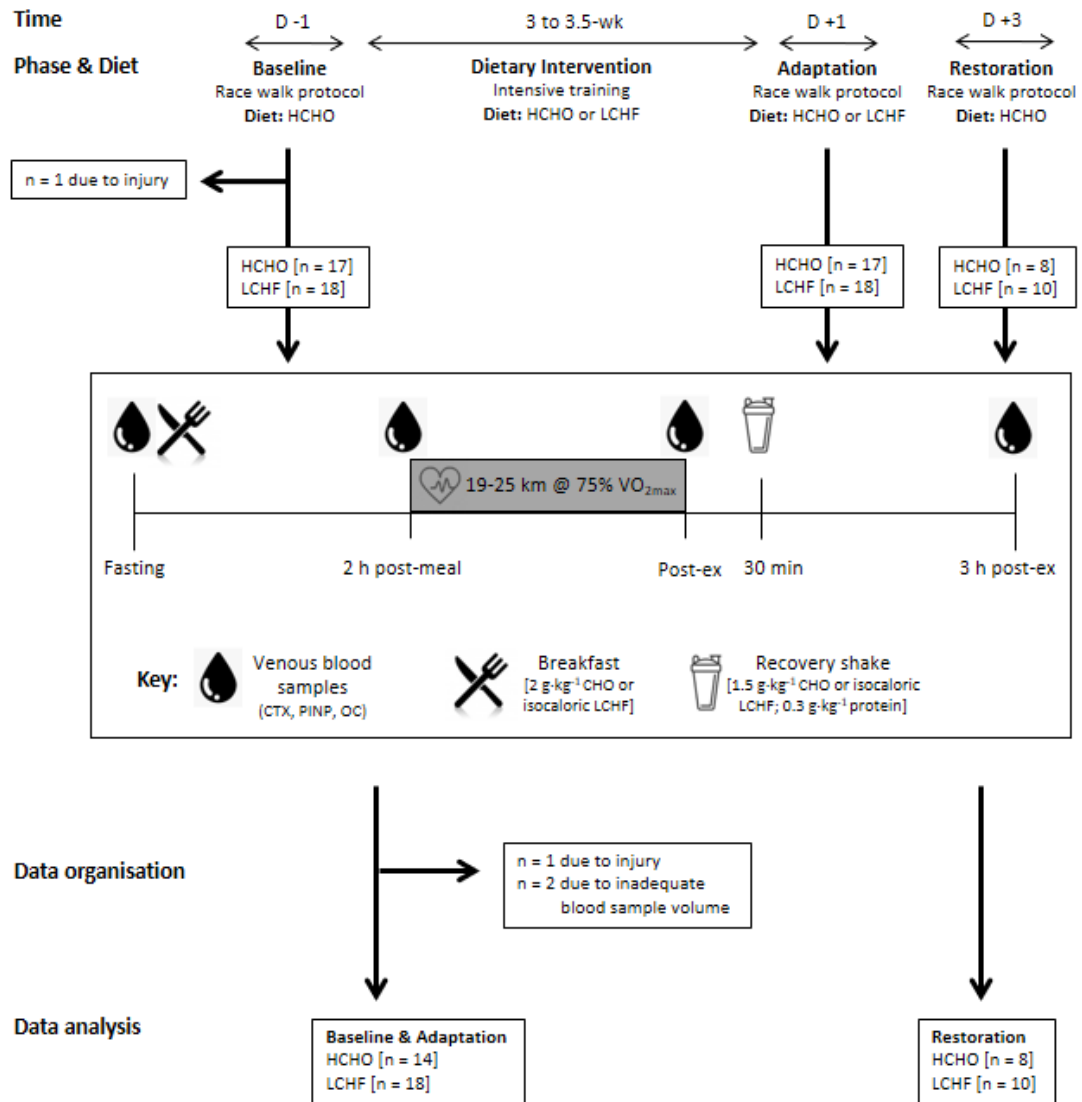 Time
D -1
3 to 3.5-wk
D +1
D +3
Phase & Diet
Baseline
Race walk protocol
Diet: HCHO
Dietary Intervention
Intensive training
Diet: HCHO or LCHF
Adaptation
Race walk protocol
Diet: HCHO or LCHF
Restoration
Race walk protocol
Diet: HCHO
n = 1 due to injury
HCHO [n = 17]
LCHF [n = 18]
HCHO [n = 17]
LCHF [n = 18]
HCHO [n = 8]
LCHF [n = 10]
19-25 km @ 75% VO2max
Fasting
2 h post-meal
Post-ex
30 min
3 h post-ex
Key:
Venous blood
samples
(CTX, PINP, OC)
Breakfast
[2 g·kg⁻¹ CHO or
isocaloric LCHF]
Recovery shake
[1.5 g·kg⁻¹ CHO or isocaloric
LCHF; 0.3 g·kg⁻¹ protein]
Data organisation
n = 1 due to injury
n = 2 due to inadequate
blood sample volume
Data analysis
Baseline & Adaptation
HCHO [n = 14]
LCHF [n = 18]
Restoration
HCHO [n = 8]
LCHF [n = 10]